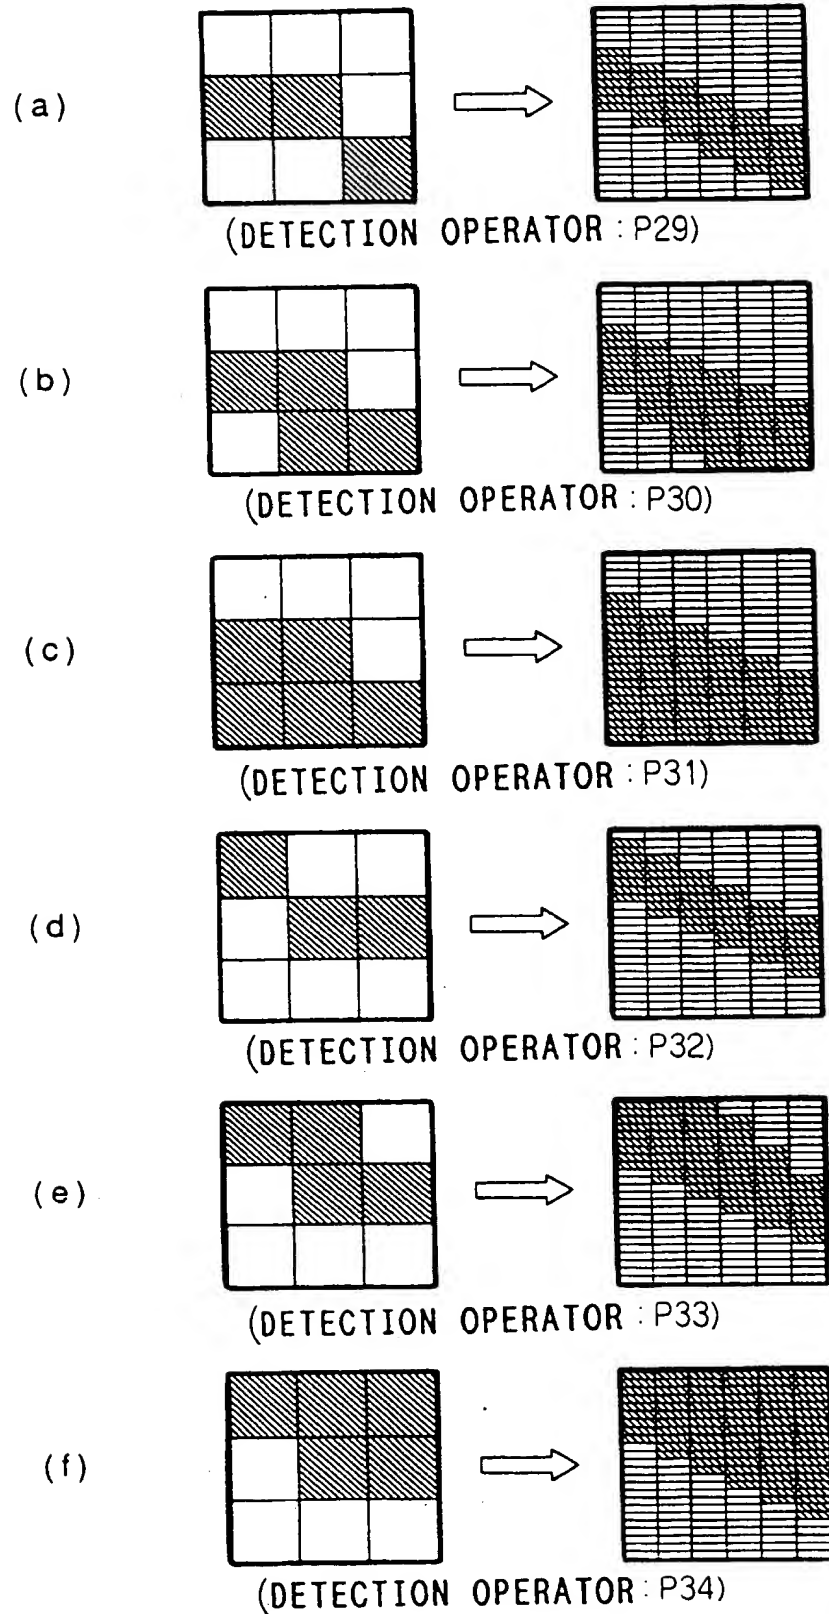 (a)
(DETECTION OPERATOR : P29)
(b)
(DETECTION OPERATOR : P30)
(c)
(DETECTION OPERATOR : P31)
(d)
(DETECTION OPERATOR : P32)
(e)
(DETECTION OPERATOR : P33)
(f)
(DETECTION OPERATOR : P34)